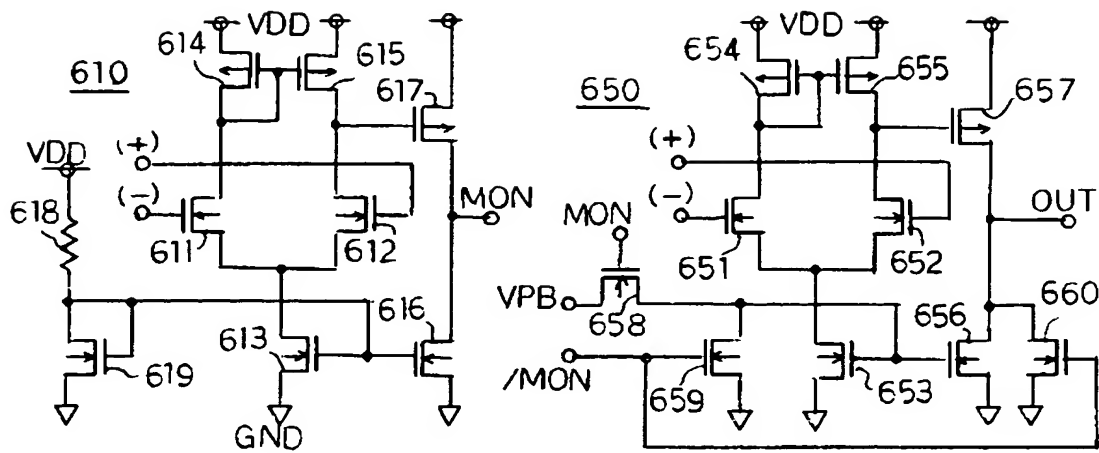 VDD
614
615
610
617
VDD
(+)
(-)
618
611
612
MON
616
613
619
GND
VDD
654
655
650
657
(+)
(-)
MON
OUT
651
652
VPB
658
656
660
/MON
659
653